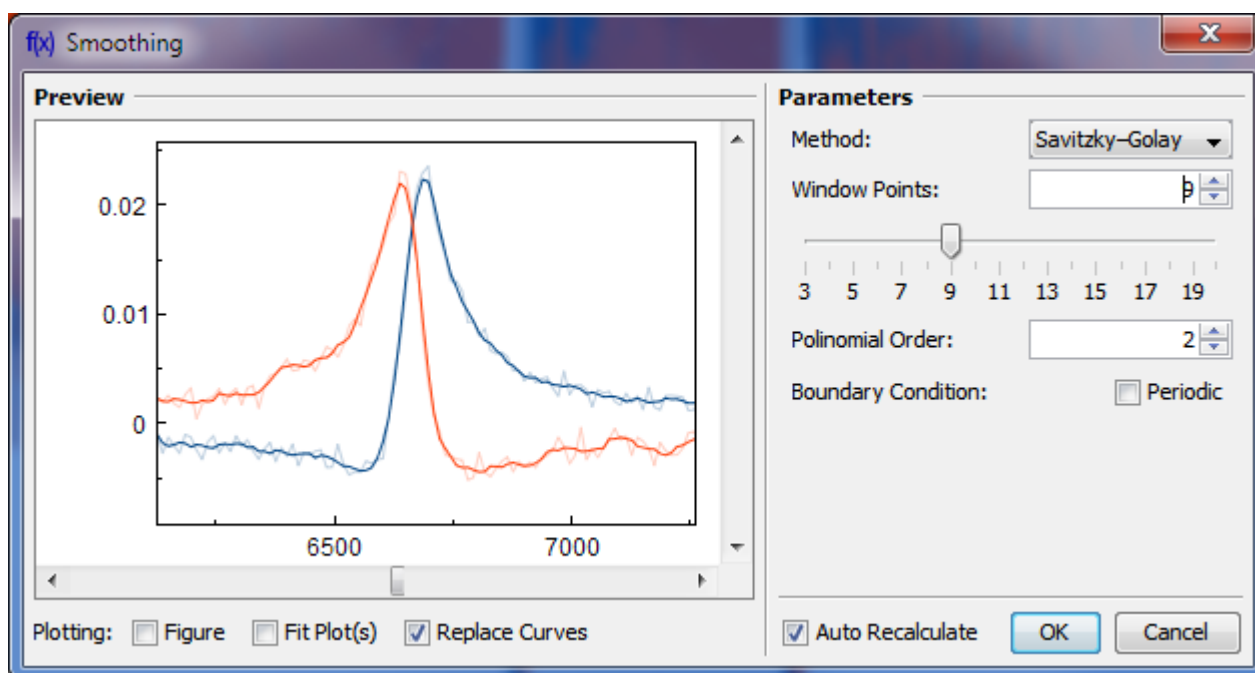 f(x) Smoothing
Preview
0.02
0.01
0
6500 7000
Plotting: Figure Fit Plot(s) Replace Curves
Parameters
Method: Savitzky–Golay
Window Points: 9
3 5 7 9 11 13 15 17 19
Polinomial Order: 2
Boundary Condition: Periodic
Auto Recalculate OK Cancel